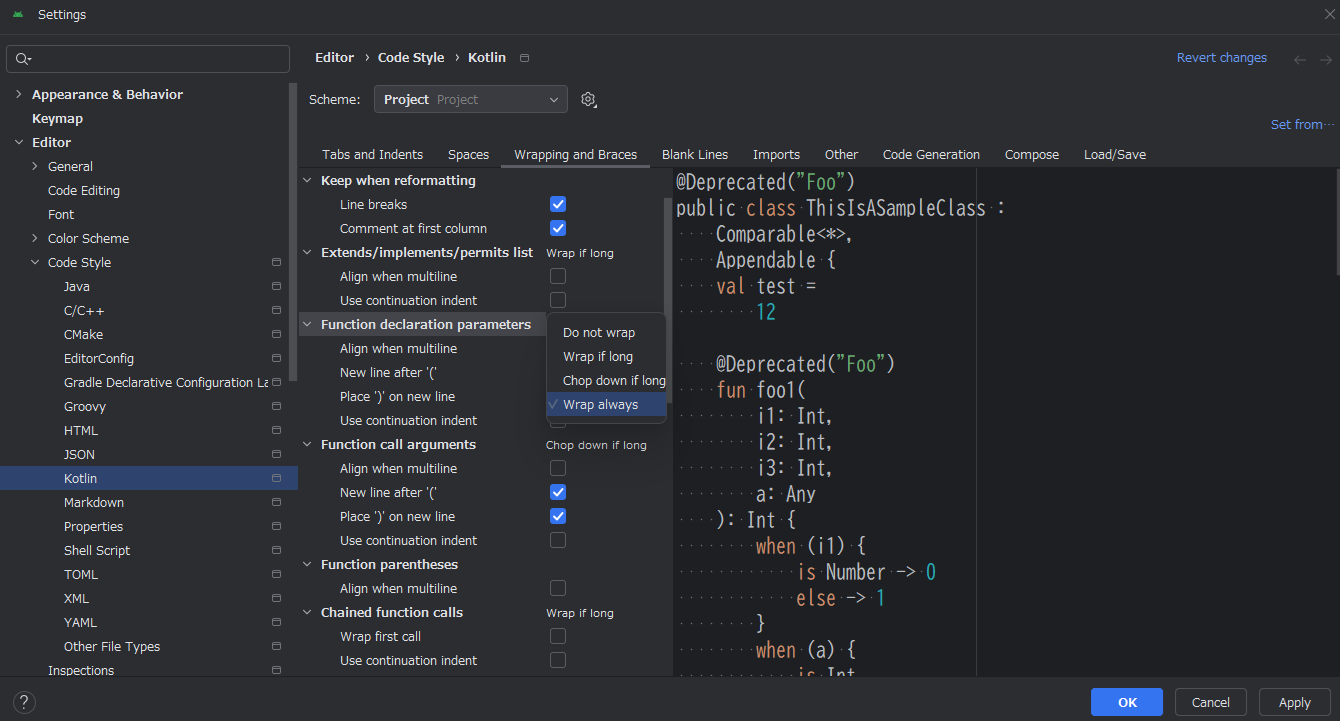 Settings
Editor › Code Style › Kotlin
Revert changes
Scheme: Project Project
Set from...
Appearance & Behavior
Keymap
Editor
General
Code Editing
Font
Color Scheme
Code Style
Java
C/C++
CMake
EditorConfig
Gradle Declarative Configuration La
Groovy
HTML
JSON
Kotlin
Markdown
Properties
Shell Script
TOML
XML
YAML
Other File Types
Inspections
Tabs and Indents Spaces Wrapping and Braces Blank Lines Imports Other Code Generation Compose Load/Save
Keep when reformatting
Line breaks
Comment at first column
Extends/implements/permits list Wrap if long
Align when multiline
Use continuation indent
Function declaration parameters
Align when multiline
New line after '('
Place ')' on new line
Use continuation indent
Do not wrap
Wrap if long
Chop down if long
Wrap always
Function call arguments Chop down if long
Align when multiline
New line after '('
Place ')' on new line
Use continuation indent
Function parentheses
Align when multiline
Chained function calls Wrap if long
Wrap first call
Use continuation indent
@Deprecated("Foo")
public class ThisIsASampleClass :
    Comparable<*>,
    Appendable {
    val test =
        12

    @Deprecated("Foo")
    fun foo1(
        i1: Int,
        i2: Int,
        i3: Int,
        a: Any
    ): Int {
        when (i1) {
            is Number -> 0
            else -> 1
        }
        when (a) {
            is Int
?
OK Cancel Apply